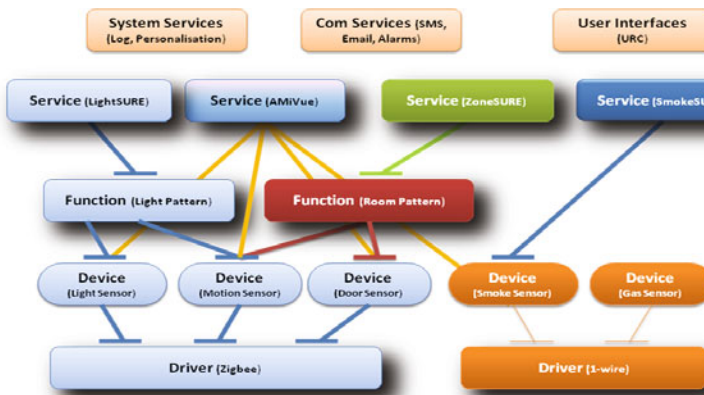 System Services
(Log, Personalisation)
Com Services (SMS,
Email, Alarms)
User Interfaces
(URC)
Service (LightSURE)
Service (AMiVue)
Service (ZoneSURE)
Service (SmokeSU
Function (Light Pattern)
Function (Room Pattern)
Device
(Light Sensor)
Device
(Motion Sensor)
Device
(Door Sensor)
Device
(Smoke Sensor)
Device
(Gas Sensor)
Driver (Zigbee)
Driver (1-wire)